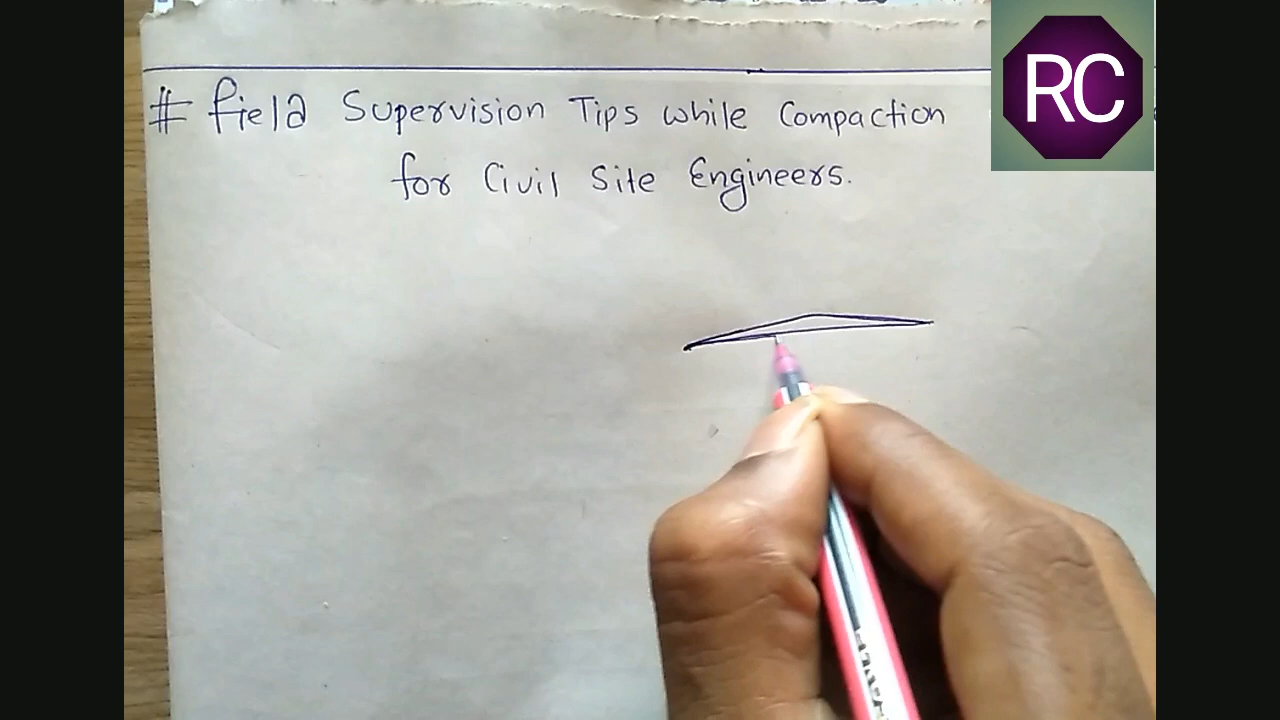 # Field Supervision Tips while Compaction
for Civil Site Engineers.
RC